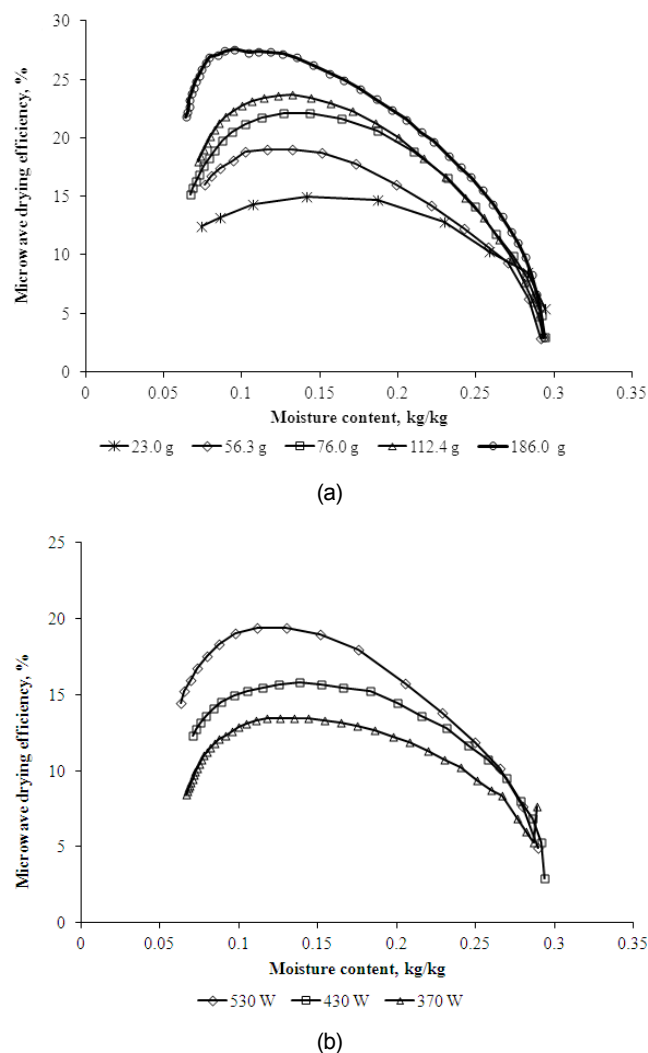 30
25
20
15
10
5
0
Microwave drying efficiency, %
0 0.05 0.1 0.15 0.2 0.25 0.3 0.35
Moisture content, kg/kg
23.0 g 56.3 g 76.0 g 112.4 g 186.0 g
(a)
25
20
15
10
5
0
Microwave drying efficiency, %
0 0.05 0.1 0.15 0.2 0.25 0.3 0.35
Moisture content, kg/kg
530 W 430 W 370 W
(b)